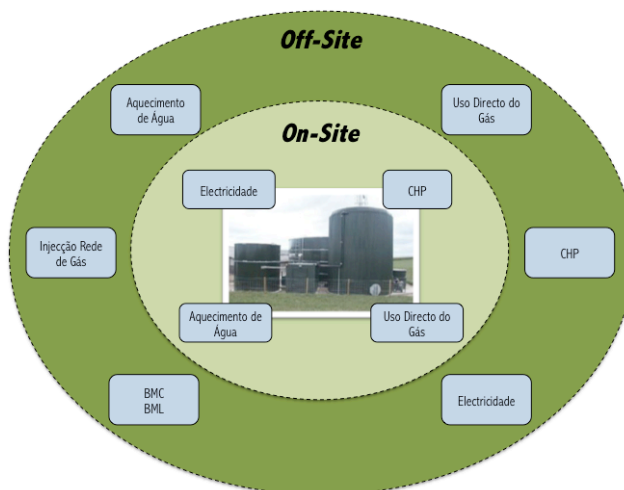 Off-Site
Aquecimento
de Água
Uso Directo do
Gás
On-Site
Electricidade
CHP
Injecção Rede
de Gás
CHP
Aquecimento de
Água
Uso Directo do
Gás
BMC
BML
Electricidade